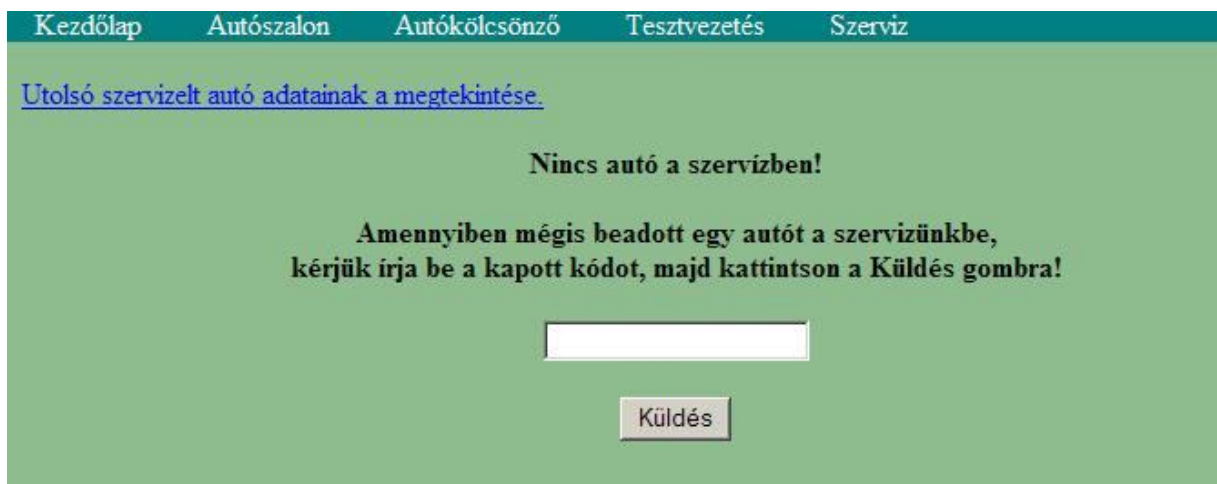 Kezdőlap Autószalon Autókölcsönző Tesztvezetés Szerviz
Utolsó szervizelt autó adatainak a megtekintése.
Nincs autó a szervízben!
Amennyiben mégis beadott egy autót a szervizünkbe,
kérjük írja be a kapott kódot, majd kattintson a Küldés gombra!
Küldés